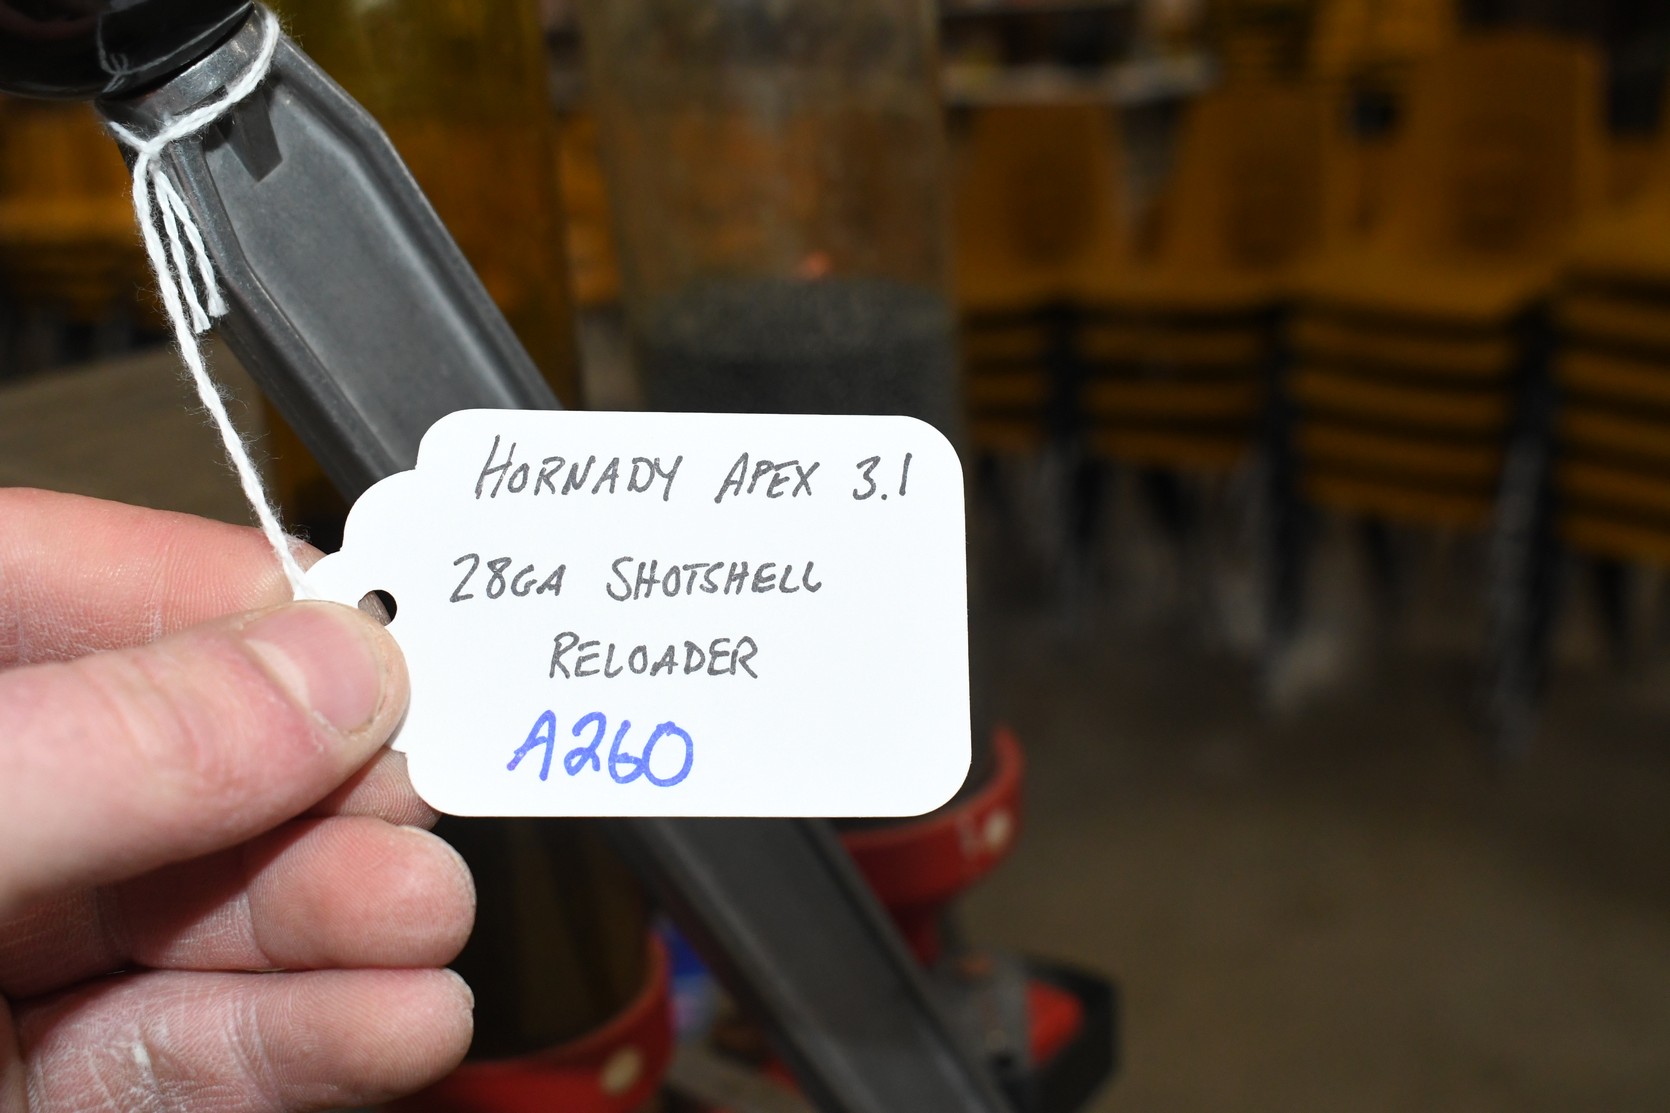 HORNADY APEX 3.1
28GA SHOTSHELL
RELOADER
A260